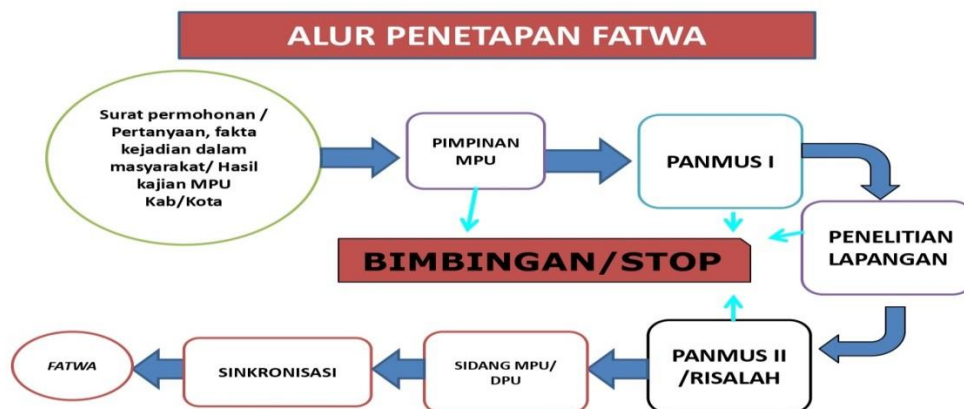 ALUR PENETAPAN FATWA
Surat permohonan /
Pertanyaan, fakta
kejadian dalam
masyarakat/ Hasil
kajian MPU
Kab/Kota
PIMPINAN
MPU
PANMUS I
PENELITIAN
LAPANGAN
BIMBINGAN/STOP
PANMUS II
/RISALAH
SIDANG MPU/
DPU
SINKRONISASI
FATWA